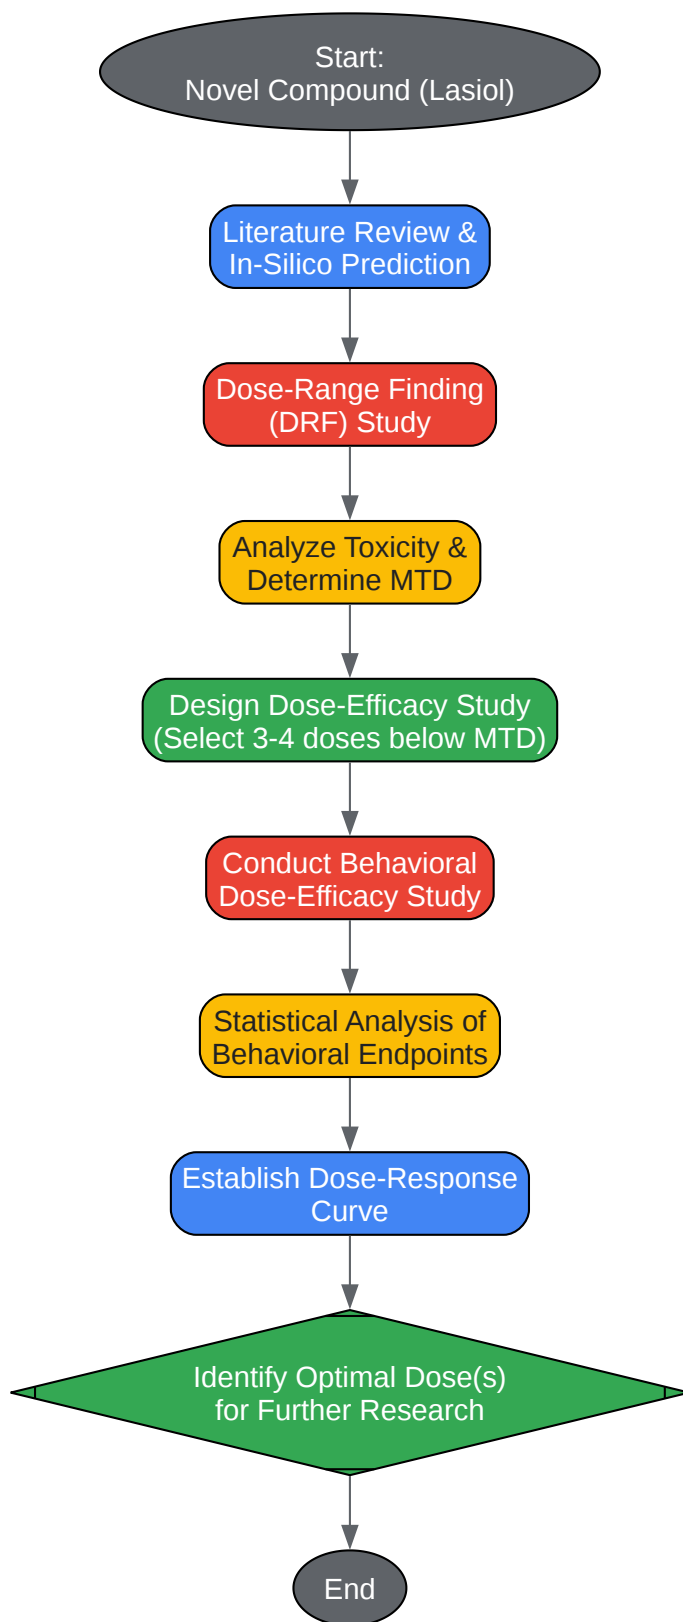 Start:
Novel Compound (Lasiol)
Literature Review &
In-Silico Prediction
Dose-Range Finding
(DRF) Study
Analyze Toxicity &
Determine MTD
Design Dose-Efficacy Study
(Select 3-4 doses below MTD)
Conduct Behavioral
Dose-Efficacy Study
Statistical Analysis of
Behavioral Endpoints
Establish Dose-Response
Curve
Identify Optimal Dose(s)
for Further Research
End